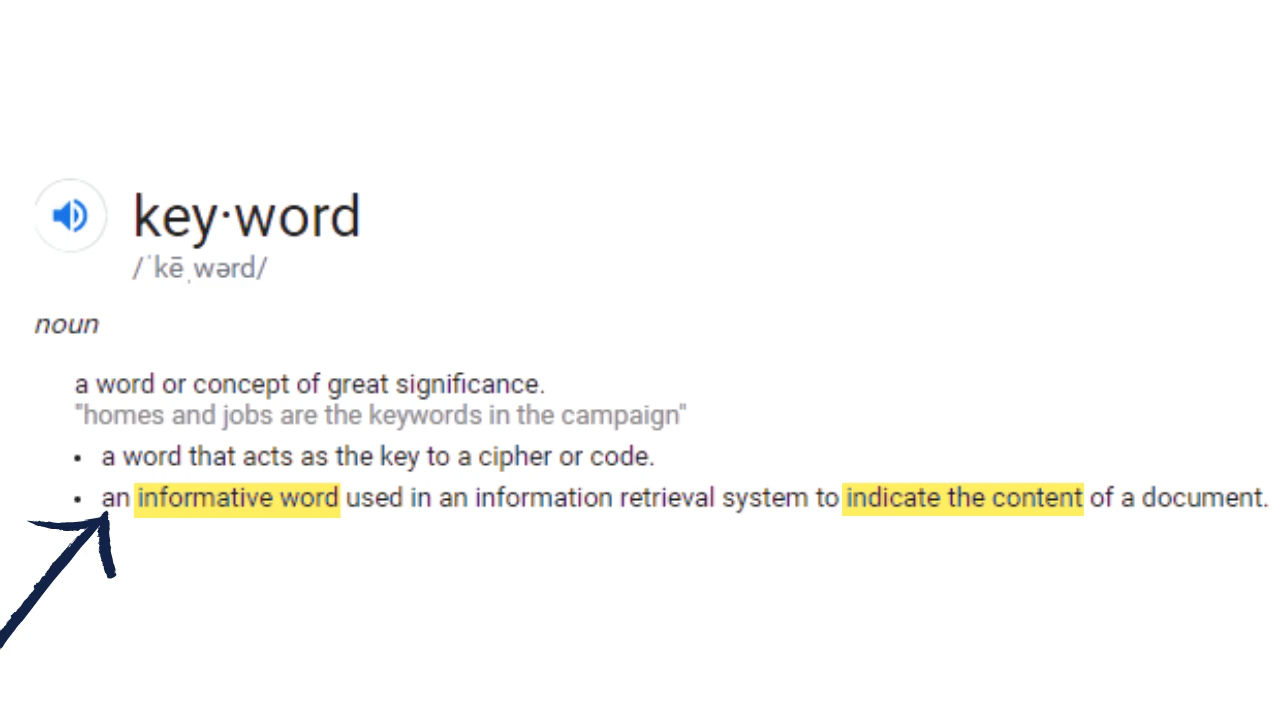 key·word
/ˈkēˌwərd/
noun
a word or concept of great significance.
"homes and jobs are the keywords in the campaign"
• a word that acts as the key to a cipher or code.
• an informative word used in an information retrieval system to indicate the content of a document.